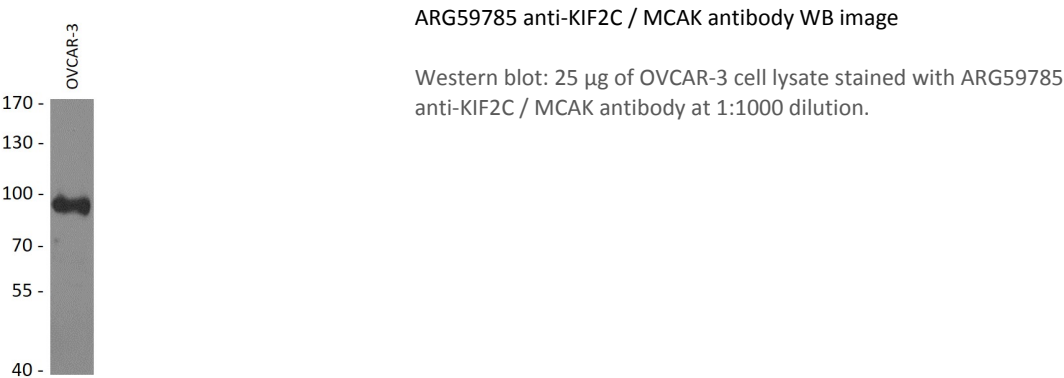 OVCAR-3
170 -
130 -
100 -
70 -
55 -
40 -
ARG59785 anti-KIF2C / MCAK antibody WB image
Western blot: 25 µg of OVCAR-3 cell lysate stained with ARG59785
anti-KIF2C / MCAK antibody at 1:1000 dilution.